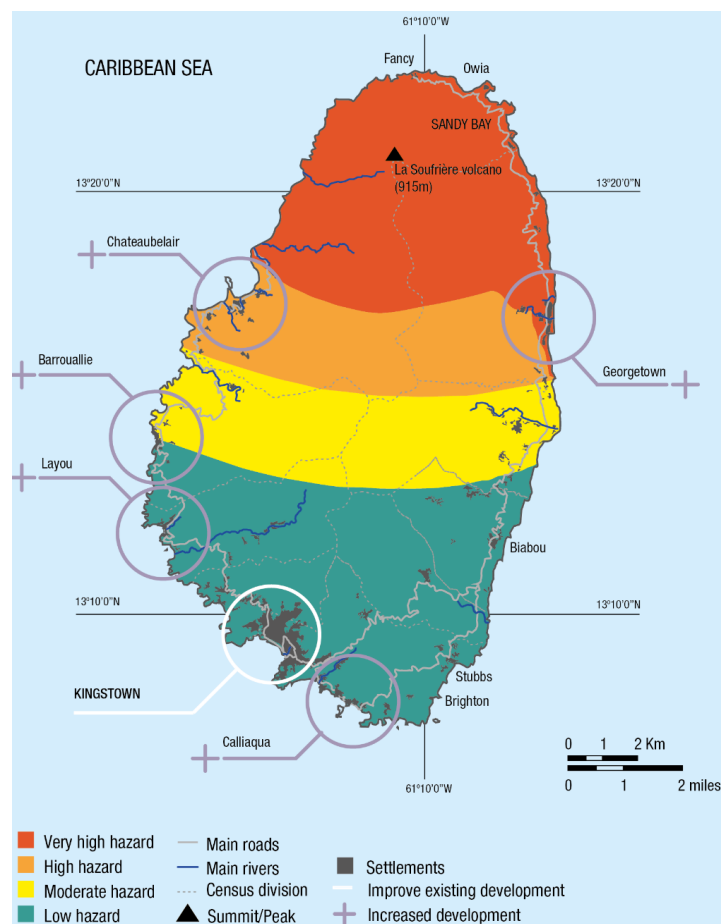 61°10’0”W
Fancy
Owia
CARIBBEAN SEA
SANDY BAY
La Soufrière volcano
(915m)
13°20’0”N
13°20’0”N
Chateaubelair
Barrouallie
Georgetown
Layou
Biabou
13°10’0”N
13°10’0”N
KINGSTOWN
Stubbs
Brighton
Calliaqua
0 1 2 Km
0 1 2 miles
61°10’0”W
Very high hazard
High hazard
Moderate hazard
Low hazard
Main roads
Main rivers
Census division
Summit/Peak
Settlements
Improve existing development
Increased development